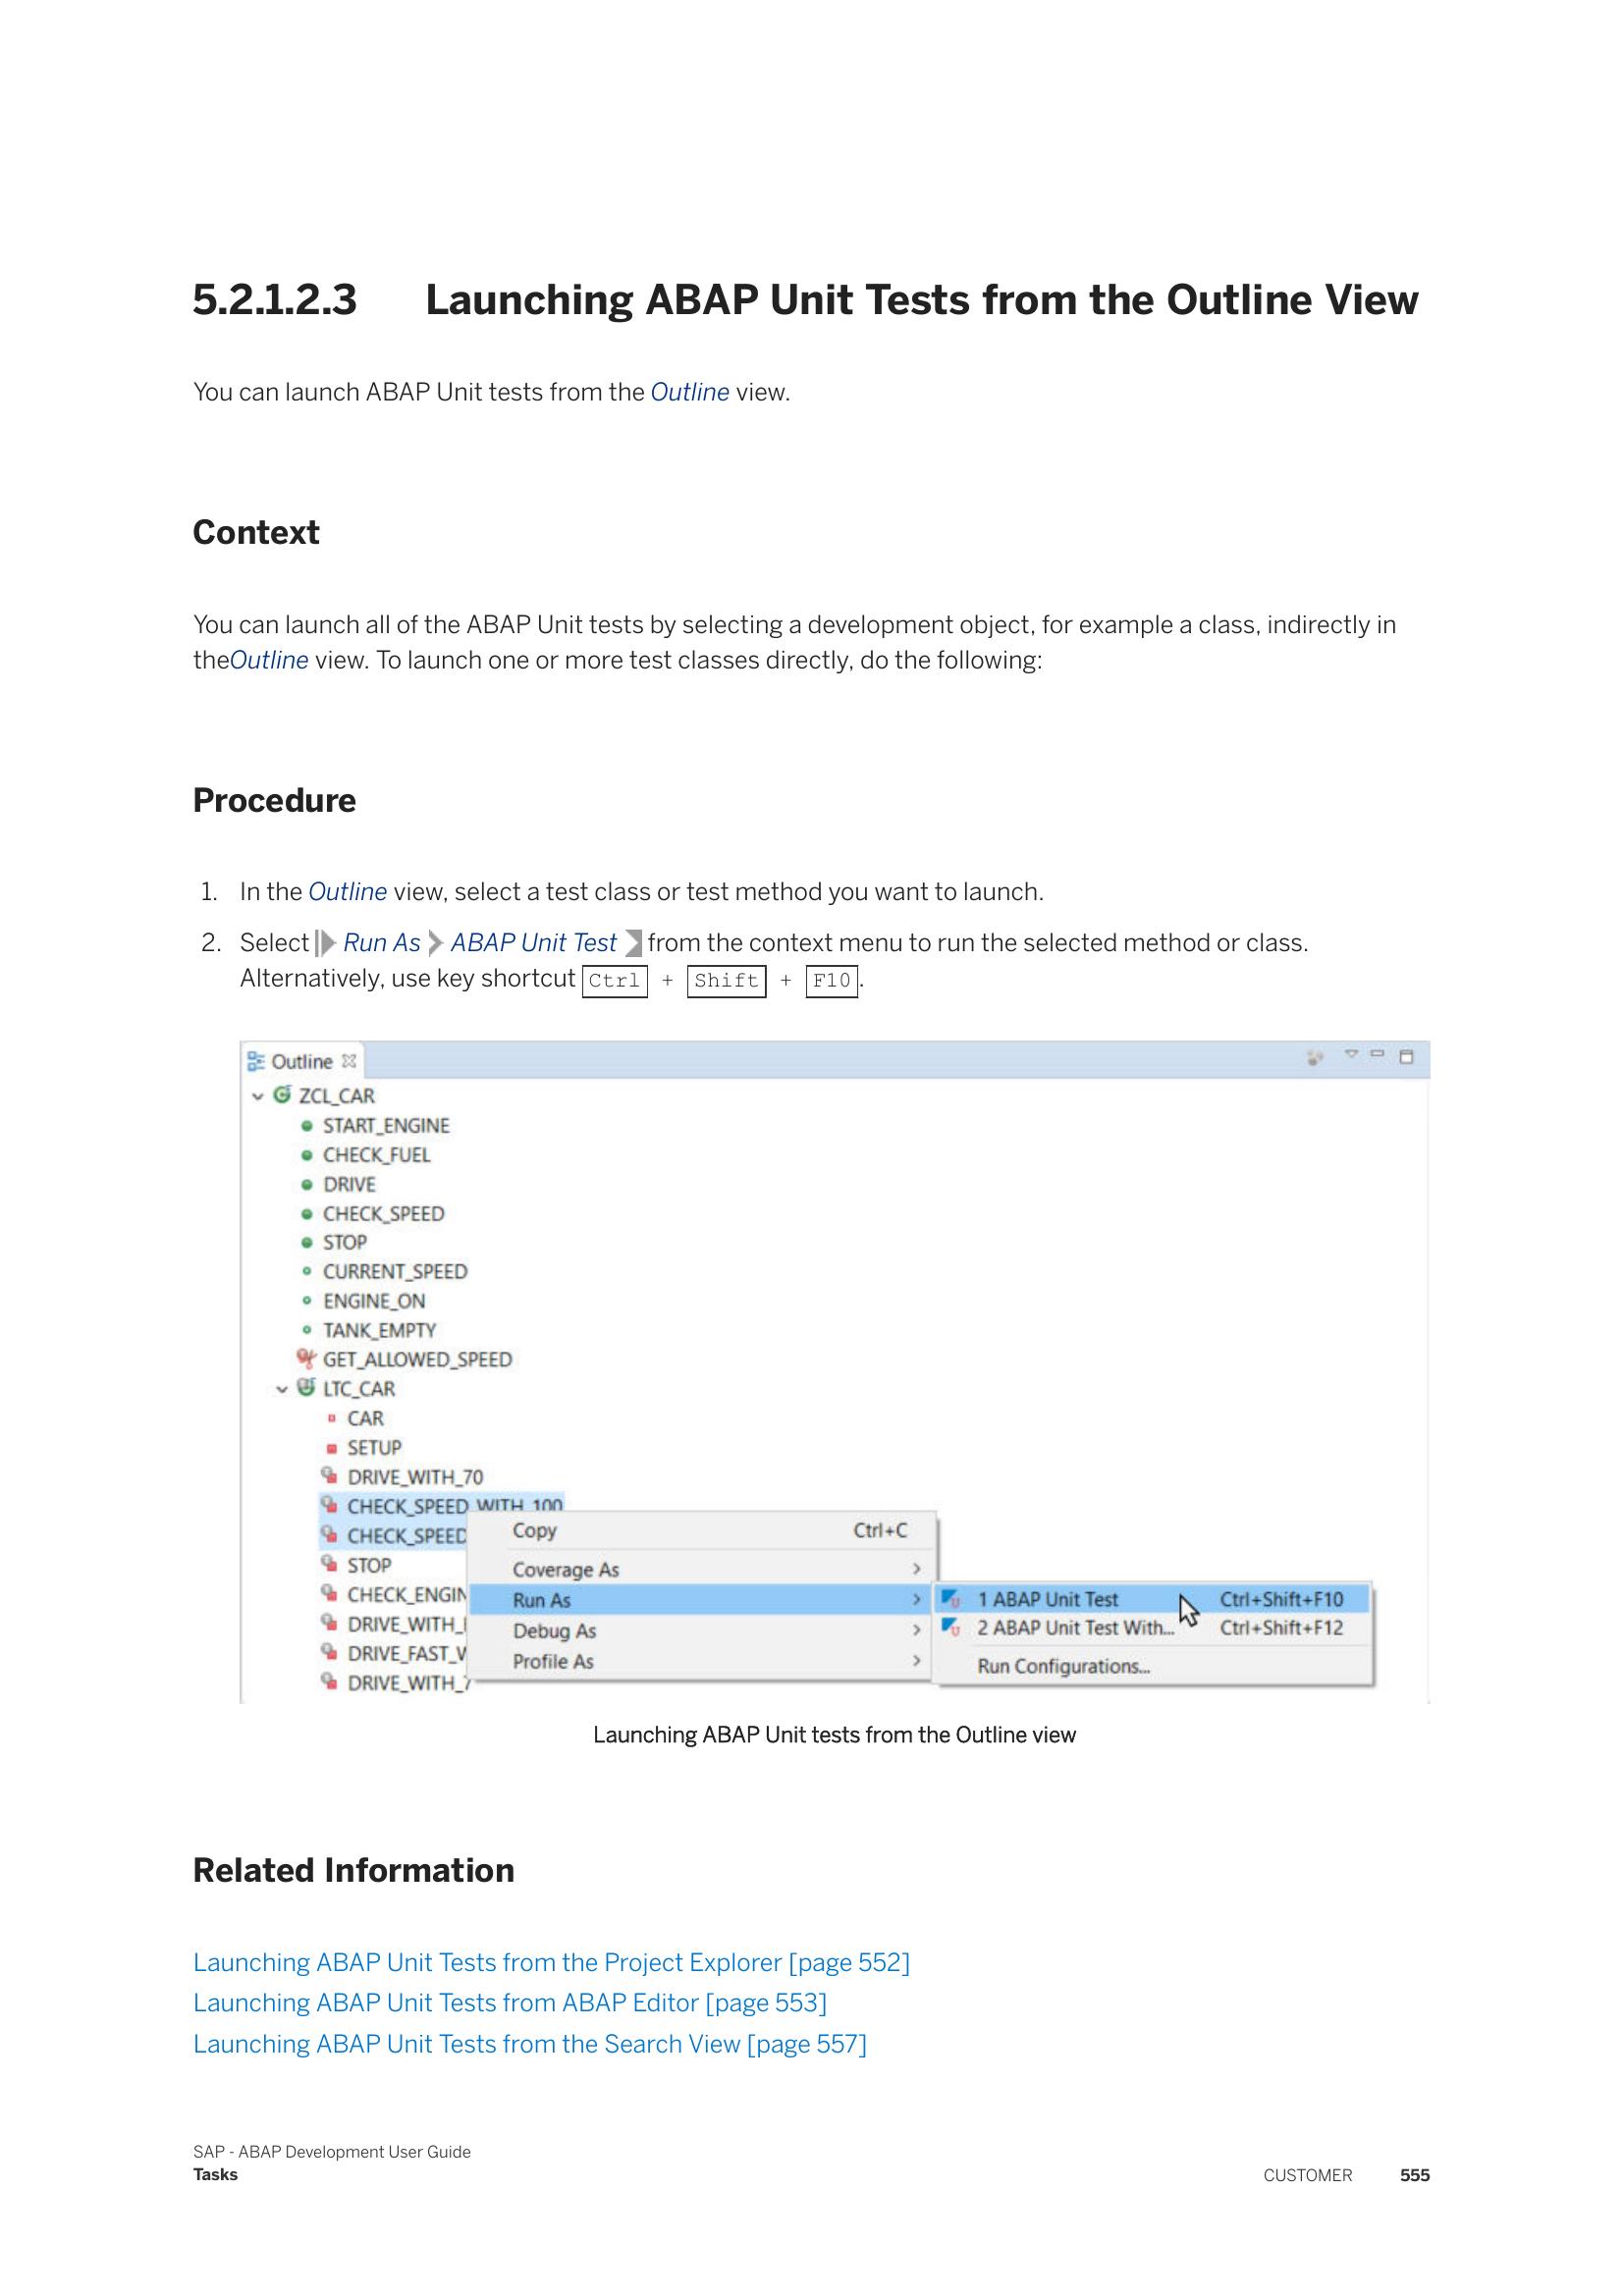 5.2.1.2.3 Launching ABAP Unit Tests from the Outline View
You can launch ABAP Unit tests from the Outline view.
Context
You can launch all of the ABAP Unit tests by selecting a development object, for example a class, indirectly in
theOutline view. To launch one or more test classes directly, do the following:
Procedure
1. In the Outline view, select a test class or test method you want to launch.
2. Select Run As ABAP Unit Test from the context menu to run the selected method or class.
Alternatively, use key shortcut Ctrl + Shift + F10.
Outline
ZCL_CAR
START_ENGINE
CHECK_FUEL
DRIVE
CHECK_SPEED
STOP
CURRENT_SPEED
ENGINE_ON
TANK_EMPTY
GET_ALLOWED_SPEED
LTC_CAR
CAR
SETUP
DRIVE_WITH_70
CHECK_SPEED_WITH_100
CHECK_SPEED
STOP
CHECK_ENGIN
DRIVE_WITH_
DRIVE_FAST_
DRIVE_WITH_7
Copy Ctrl+C
Coverage As
Run As
Debug As
Profile As
1 ABAP Unit Test Ctrl+Shift+F10
2 ABAP Unit Test With... Ctrl+Shift+F12
Run Configurations...
Launching ABAP Unit tests from the Outline view
Related Information
Launching ABAP Unit Tests from the Project Explorer [page 552]
Launching ABAP Unit Tests from ABAP Editor [page 553]
Launching ABAP Unit Tests from the Search View [page 557]
SAP - ABAP Development User Guide
Tasks
CUSTOMER 555